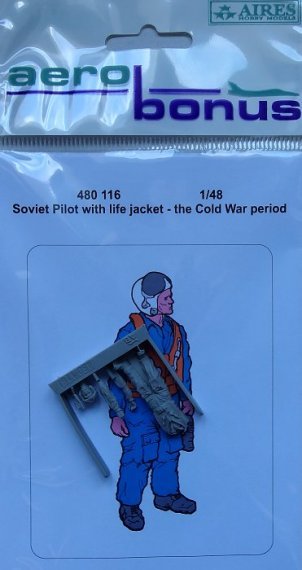 AIRES
HOBBY MODELS
aero
bonus
480 116 1/48
Soviet Pilot with life jacket - the Cold War period